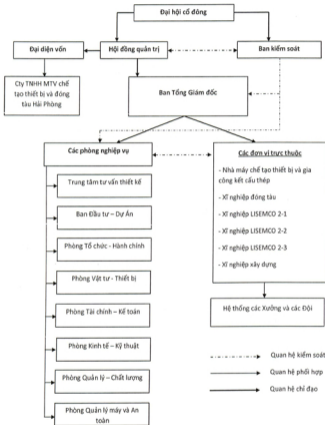 Đại hội cổ đông
Đại diện vốn
Hội đồng quản trị
Ban kiểm soát
Cty TNHH MTV chế
tạo thiết bị và đóng
tàu Hải Phòng
Ban Tổng Giám đốc
Các phòng nghiệp vụ
Trung tâm tư vấn thiết kế
Ban Đầu tư – Dự Án
Phòng Tổ chức - Hành chính
Phòng Vật tư - Thiết bị
Phòng Tài chính – Kế toán
Phòng Kinh tế – Kỹ thuật
Phòng Quản lý – Chất lượng
Phòng Quản lý máy và An
toàn
Các đơn vị trực thuộc
- Nhà máy chế tạo thiết bị và gia
công kết cấu thép
- Xí nghiệp đóng tàu
- Xí nghiệp LISEMCO 2-1
- Xí nghiệp LISEMCO 2-2
- Xí nghiệp LISEMCO 2-3
- Xí nghiệp xây dựng
Hệ thống các Xưởng và các Đội
Quan hệ kiểm soát
Quan hệ phối hợp
Quan hệ chỉ đạo